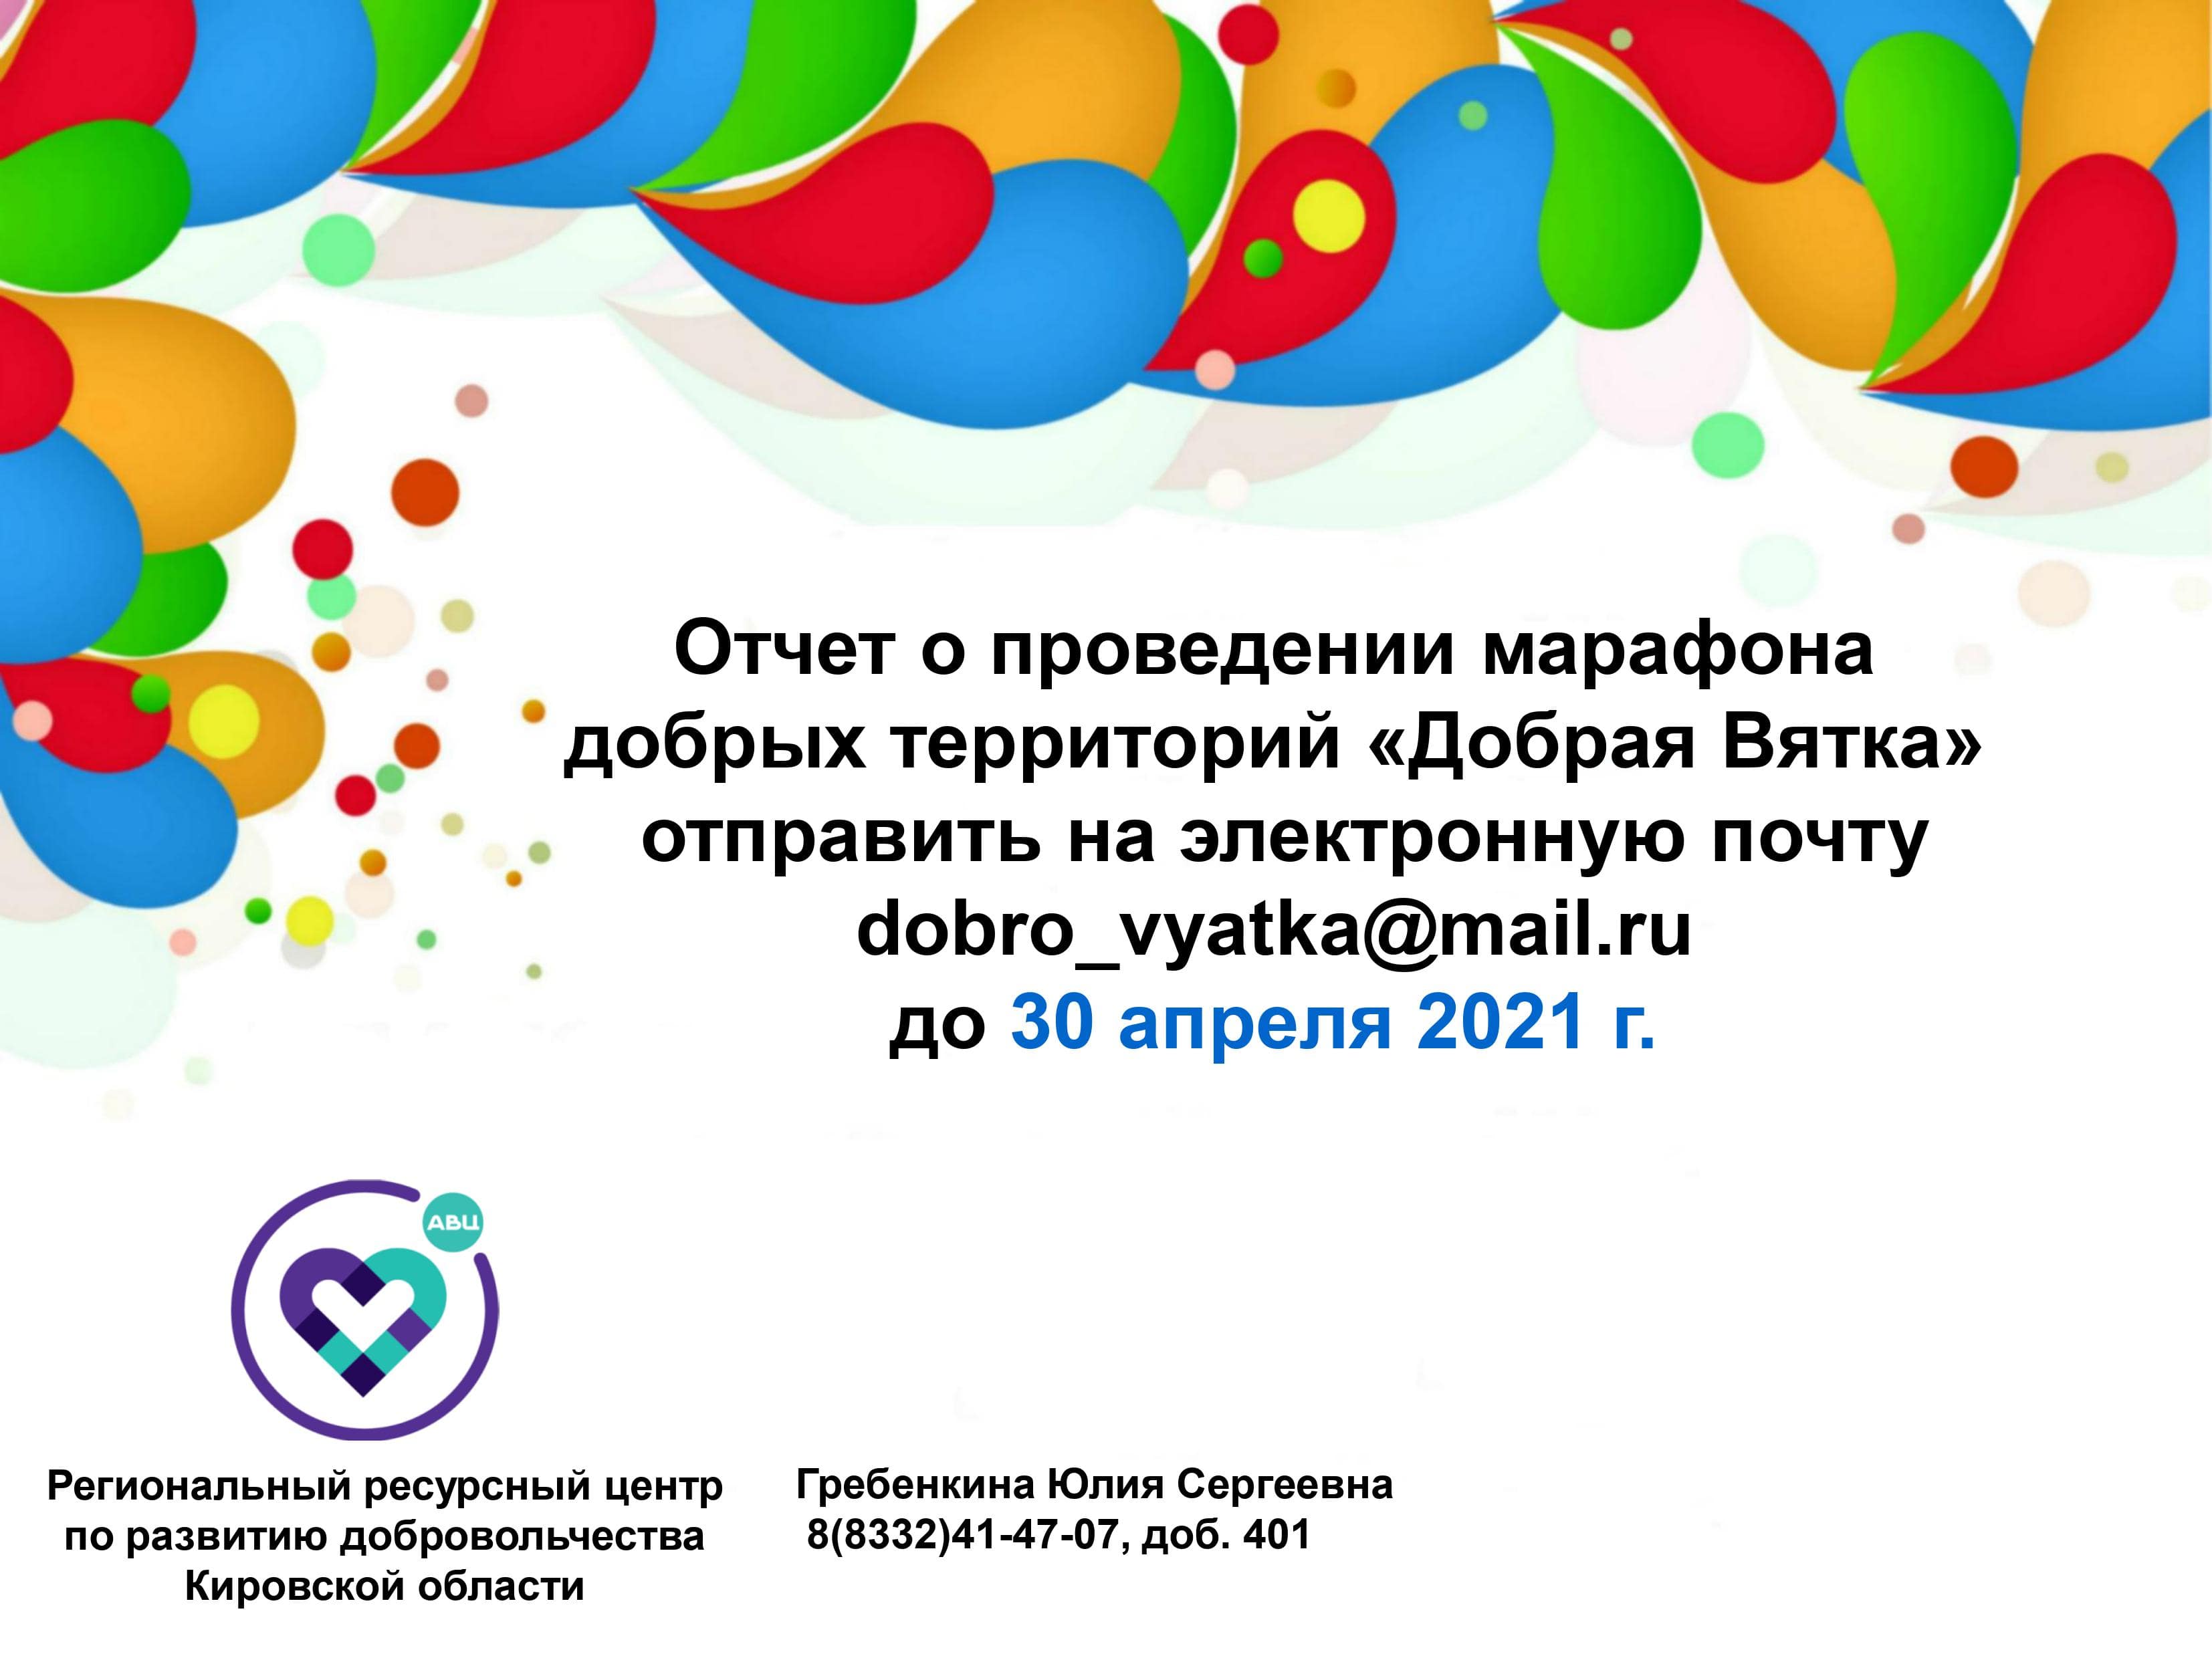 Отчет о проведении марафона
добрых территорий «Добрая Вятка»
отправить на электронную почту
dobro_vyatka@mail.ru
до 30 апреля 2021 г.
АВЦ
Региональный ресурсный центр
по развитию добровольчества
Кировской области
Гребенкина Юлия Сергеевна
8(8332)41-47-07, доб. 401